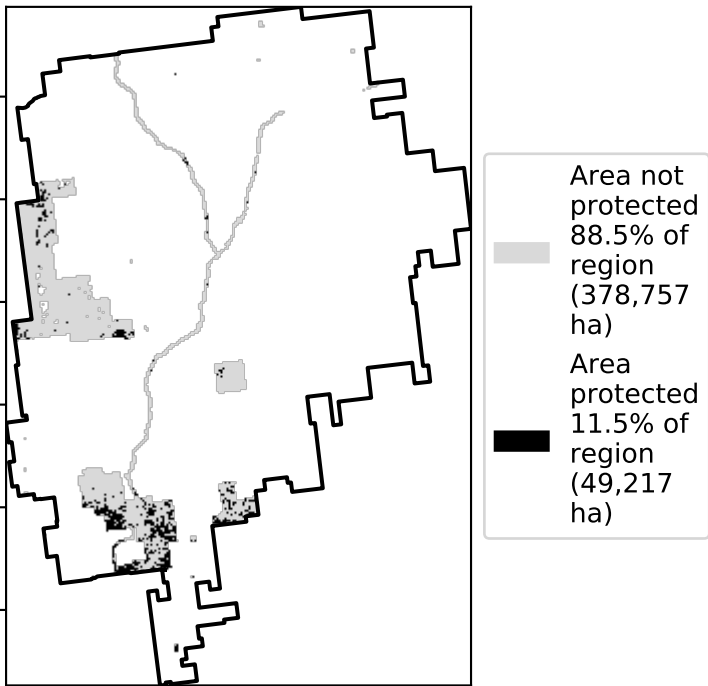 Area not
protected
88.5% of
region
(378,757
ha)
Area
protected
11.5% of
region
(49,217
ha)